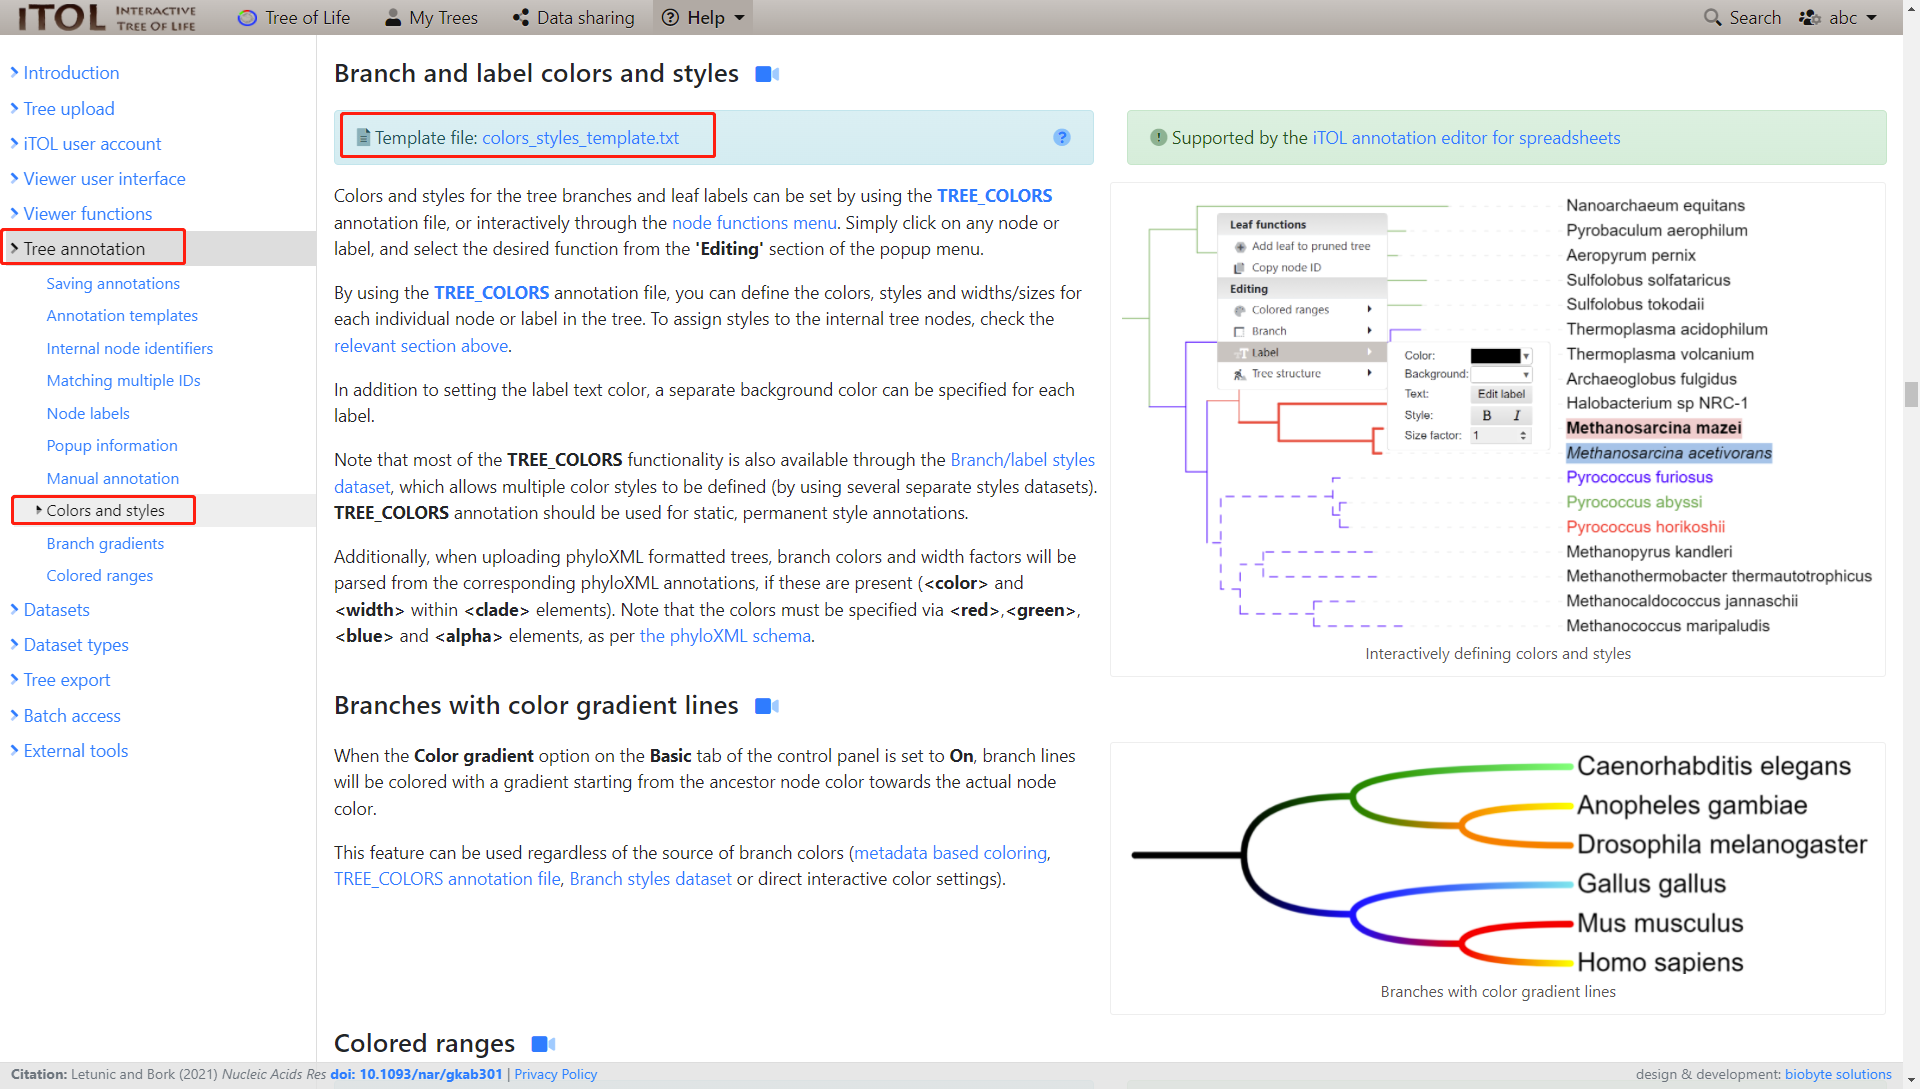 iTOL INTERACTIVE TREE OF LIFE
Tree of Life
My Trees
Data sharing
Help
Search
abc
Introduction
Tree upload
iTOL user account
Viewer user interface
Viewer functions
Tree annotation
Saving annotations
Annotation templates
Internal node identifiers
Matching multiple IDs
Node labels
Popup information
Manual annotation
Colors and styles
Branch gradients
Colored ranges
Datasets
Dataset types
Tree export
Batch access
External tools
Branch and label colors and styles
Template file: colors_styles_template.txt
?
Supported by the iTOL annotation editor for spreadsheets
Colors and styles for the tree branches and leaf labels can be set by using the TREE_COLORS
annotation file, or interactively through the node functions menu. Simply click on any node or
label, and select the desired function from the 'Editing' section of the popup menu.
By using the TREE_COLORS annotation file, you can define the colors, styles and widths/sizes for
each individual node or label in the tree. To assign styles to the internal tree nodes, check the
relevant section above.
In addition to setting the label text color, a separate background color can be specified for each
label.
Note that most of the TREE_COLORS functionality is also available through the Branch/label styles
dataset, which allows multiple color styles to be defined (by using several separate styles datasets).
TREE_COLORS annotation should be used for static, permanent style annotations.
Additionally, when uploading phyloXML formatted trees, branch colors and width factors will be
parsed from the corresponding phyloXML annotations, if these are present (<color> and
<width> within <clade> elements). Note that the colors must be specified via <red>,<green>,
<blue> and <alpha> elements, as per the phyloXML schema.
Leaf functions
Add leaf to pruned tree
Copy node ID
Editing
Colored ranges
Branch
Label
Tree structure
Color:
Background:
Text: Edit label
Style: B I
Size factor: 1
Nanoarchaeum equitans
Pyrobaculum aerophilum
Aeropyrum pernix
Sulfolobus solfataricus
Sulfolobus tokodaii
Thermoplasma acidophilum
Thermoplasma volcanium
Archaeoglobus fulgidus
Halobacterium sp NRC-1
Methanosarcina mazei
Methanosarcina acetivorans
Pyrococcus furiosus
Pyrococcus abyssi
Pyrococcus horikoshii
Methanopyrus kandleri
Methanothermobacter thermautotrophicus
Methanocaldococcus jannaschii
Methanococcus maripaludis
Interactively defining colors and styles
Branches with color gradient lines
When the Color gradient option on the Basic tab of the control panel is set to On, branch lines
will be colored with a gradient starting from the ancestor node color towards the actual node
color.
This feature can be used regardless of the source of branch colors (metadata based coloring,
TREE_COLORS annotation file, Branch styles dataset or direct interactive color settings).
Caenorhabditis elegans
Anopheles gambiae
Drosophila melanogaster
Gallus gallus
Mus musculus
Homo sapiens
Branches with color gradient lines
Colored ranges
Citation: Letunic and Bork (2021) Nucleic Acids Res doi: 10.1093/nar/gkab301 | Privacy Policy
design & development: biobyte solutions